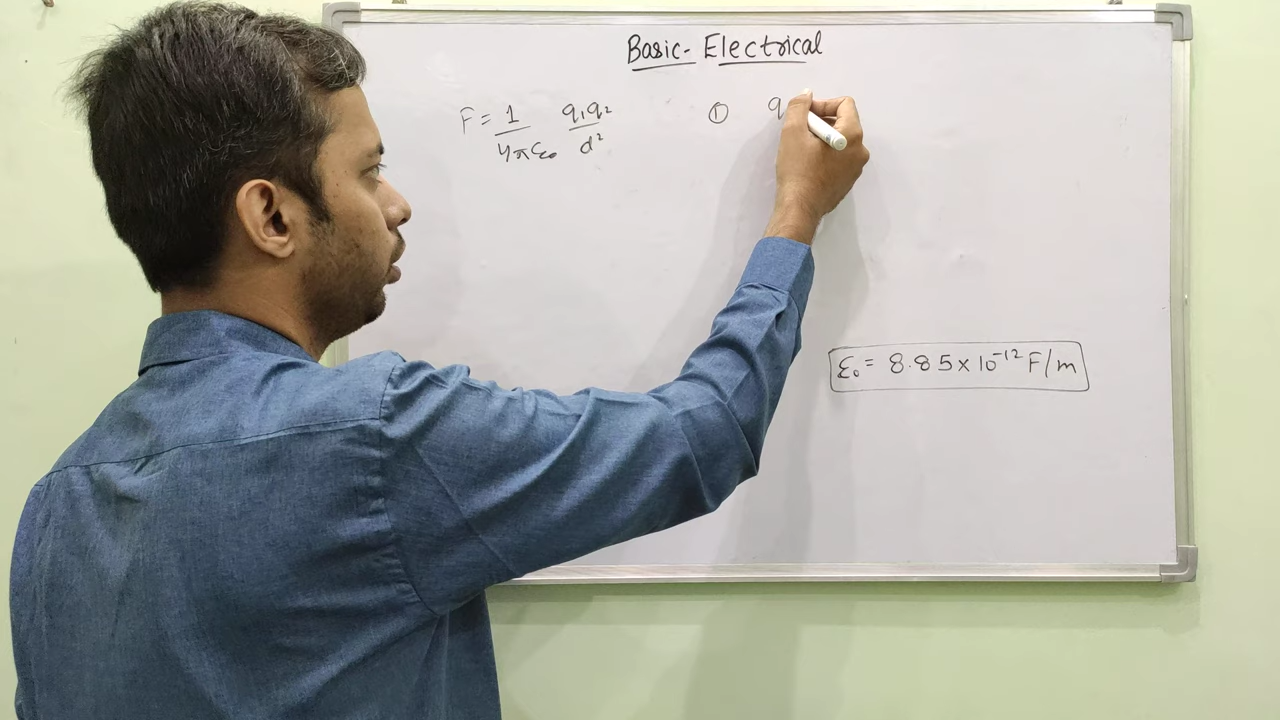 Basic- Electrical
F = 1/4πε₀ q₁q₂/d²
① q
ε₀ = 8.85 × 10⁻¹² F/m